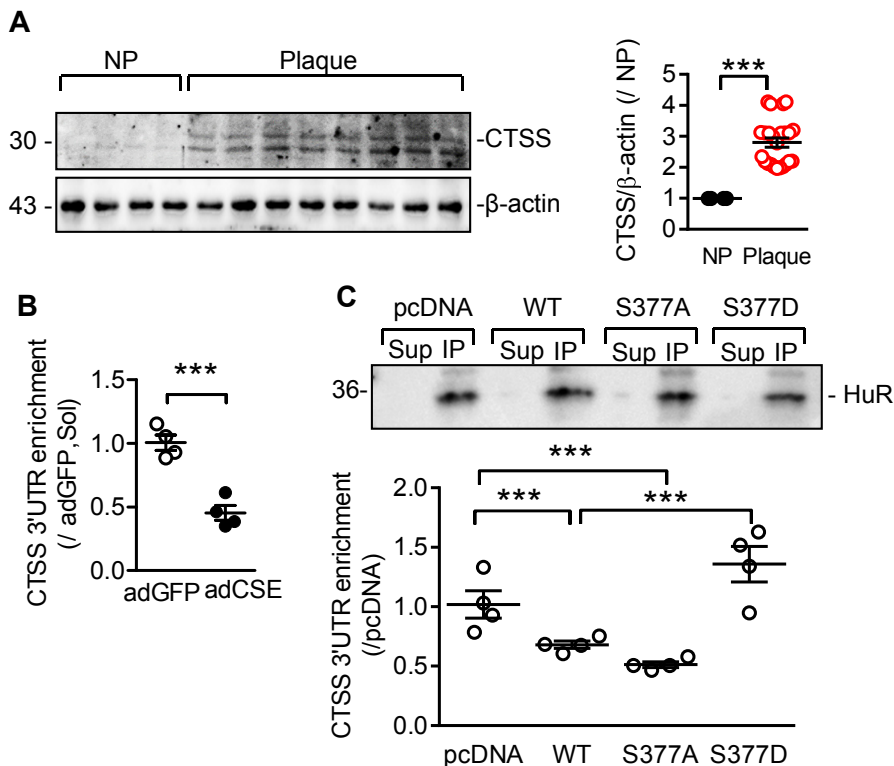 A
NP Plaque
30 - -CTSS
43 - -β-actin
CTSS/β-actin (/ NP)
***
5
4
3
2
1
0
NP Plaque
B
CTSS 3'UTR enrichment
(/ adGFP,Sol)
***
1.5
1.0
0.5
0.0
adGFP adCSE
C
pcDNA WT S377A S377D
Sup IP Sup IP Sup IP Sup IP
36- - HuR
CTSS 3'UTR enrichment
(/pcDNA)
***
*** ***
2.0
1.5
1.0
0.5
0.0
pcDNA WT S377A S377D